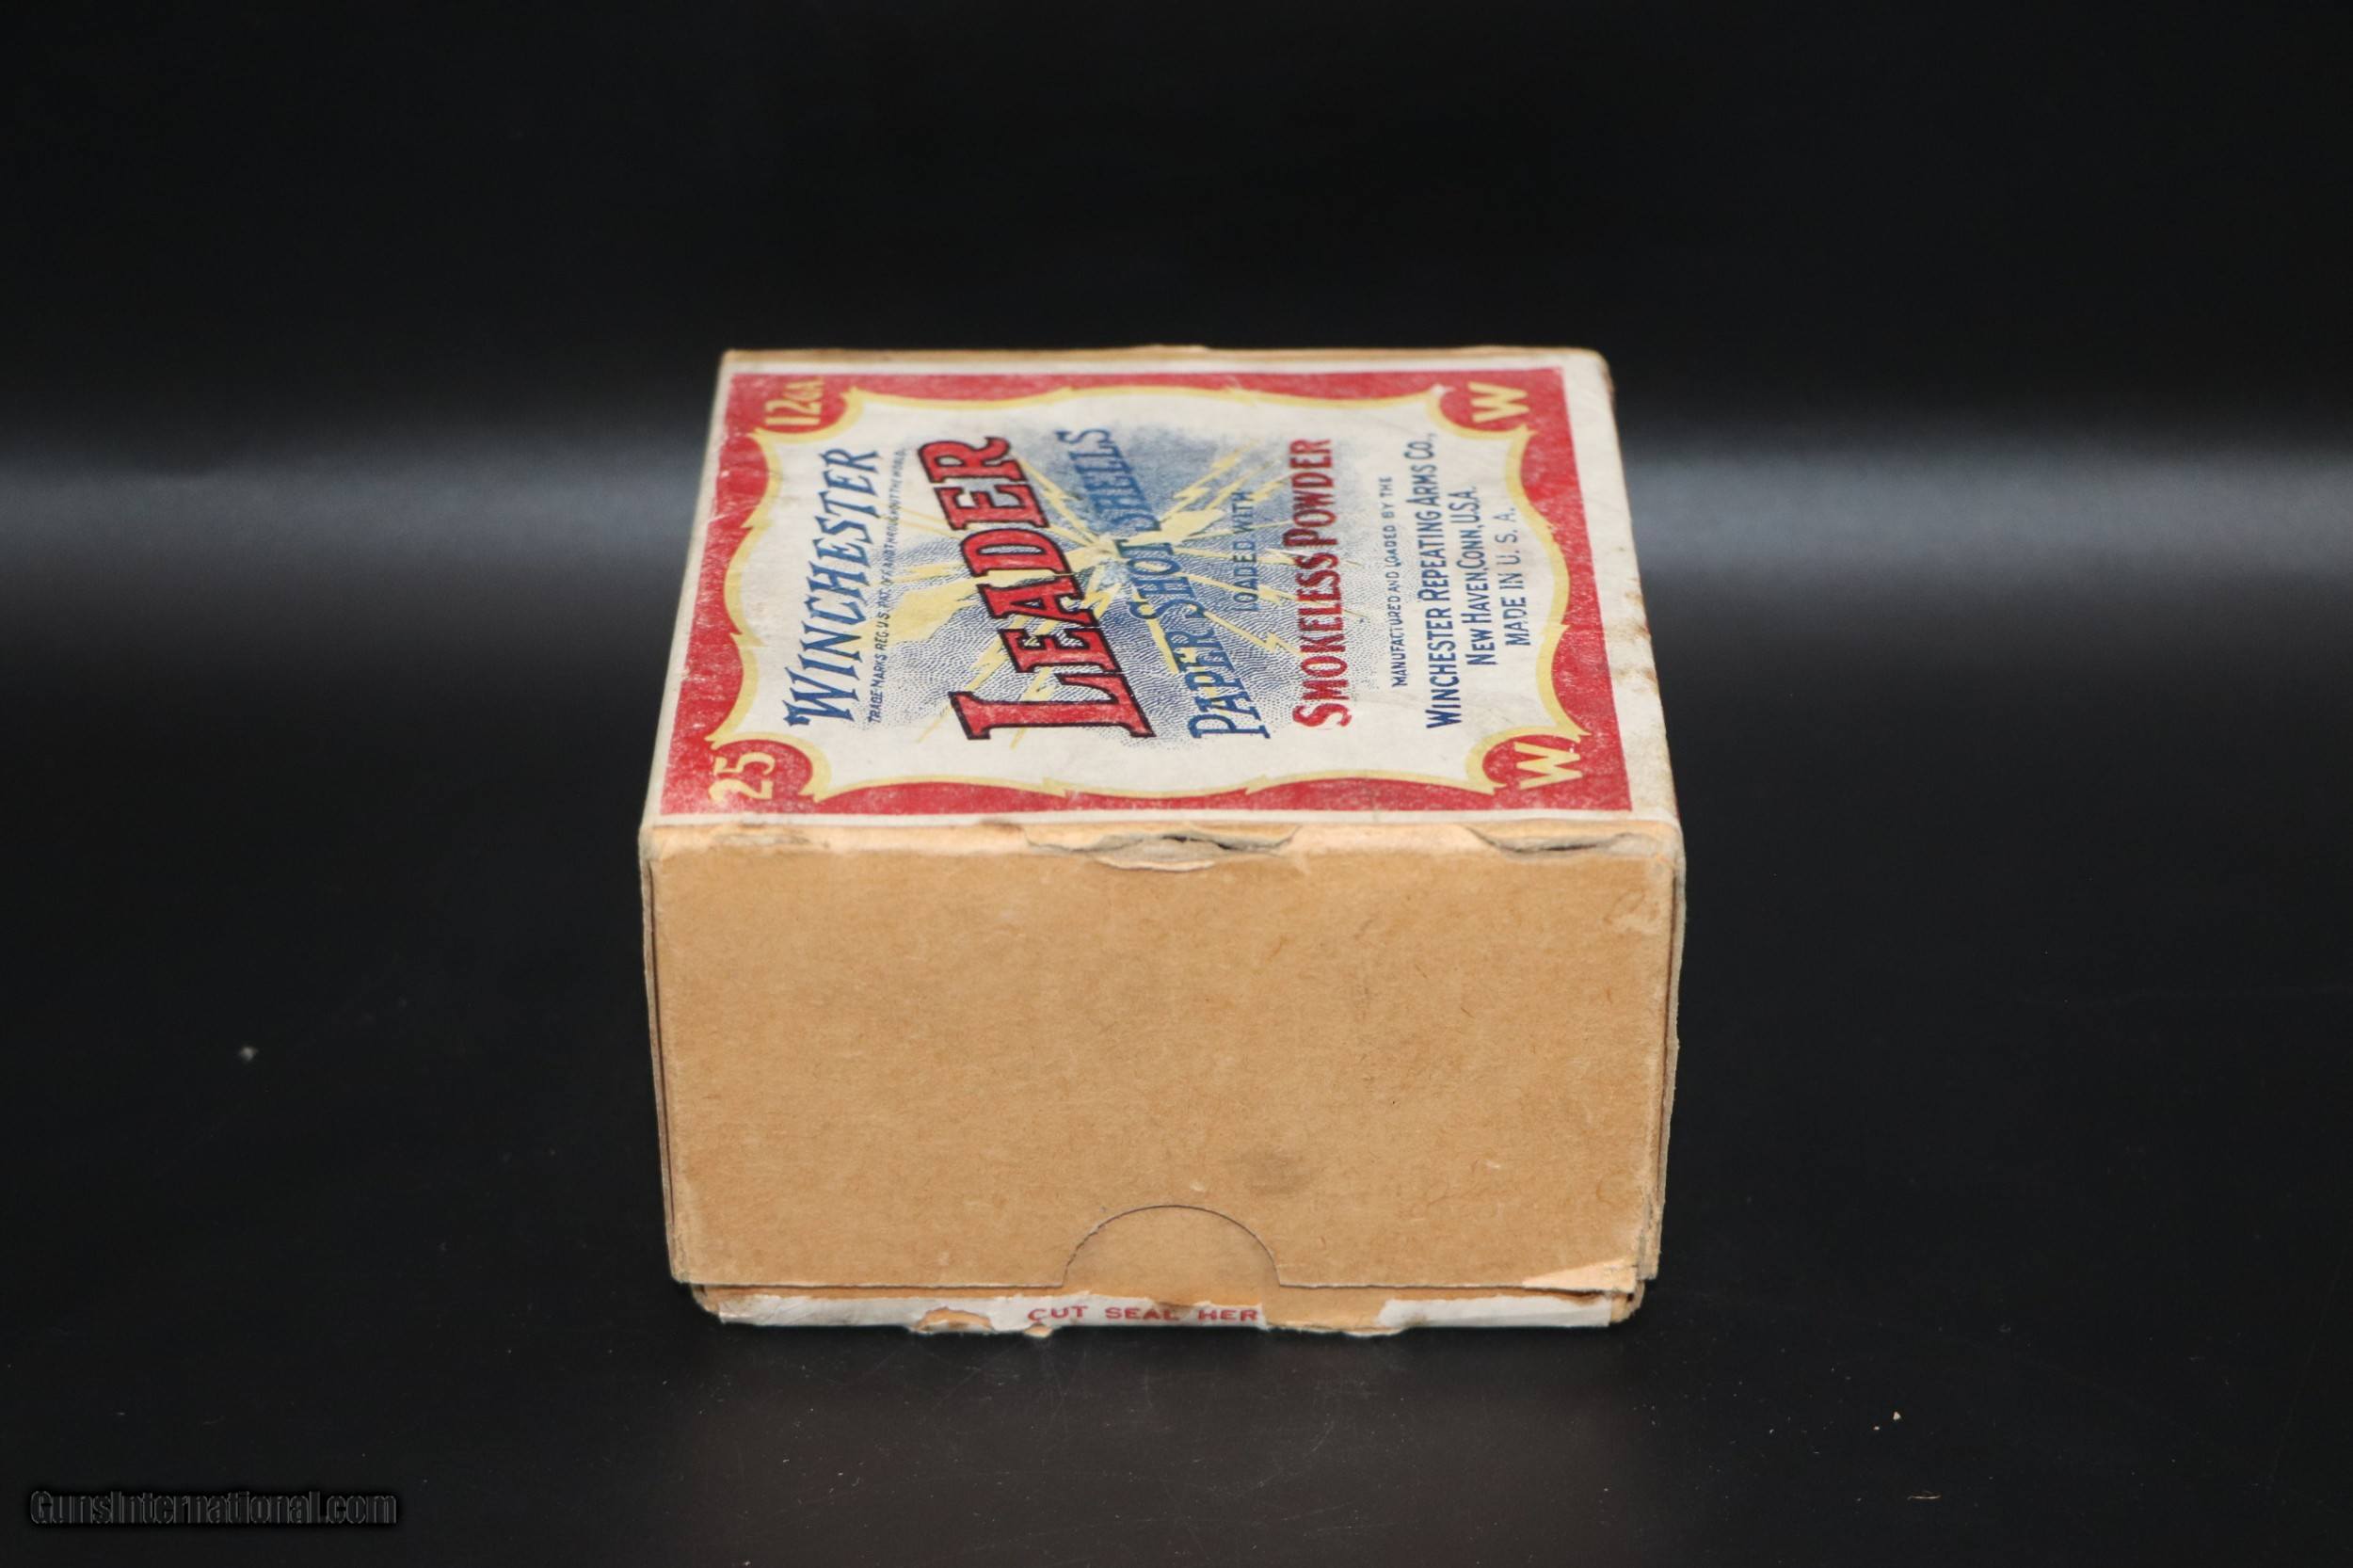 25
12 GA.
WINCHESTER
TRADE MARKS REG. U.S. PAT. OFF. AND THROUGHOUT THE WORLD.
LEADER
PAPER SHOT SHELLS
LOADED WITH
SMOKELESS POWDER
MANUFACTURED AND LOADED BY THE
WINCHESTER REPEATING ARMS CO.,
NEW HAVEN, CONN., U.S.A.
MADE IN U. S. A.
W
W
CUT SEAL HER
GunsInternational.com